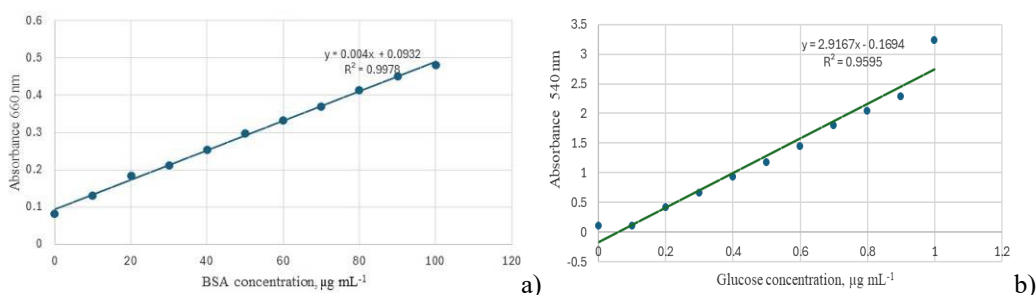 0.6
0.5
0.4
0.3
0.2
0.1
0
Absorbance 660 nm
y = 0.004x + 0.0932
R² = 0.9978
0 20 40 60 80 100 120
BSA concentration, µg mL⁻¹
a)
3.5
3
2.5
2
1.5
1
0.5
0
-0.5
Absorbance 540 nm
y = 2.9167x - 0.1694
R² = 0.9595
0 0.2 0.4 0.6 0.8 1 1,2
Glucose concentration, µg mL⁻¹
b)